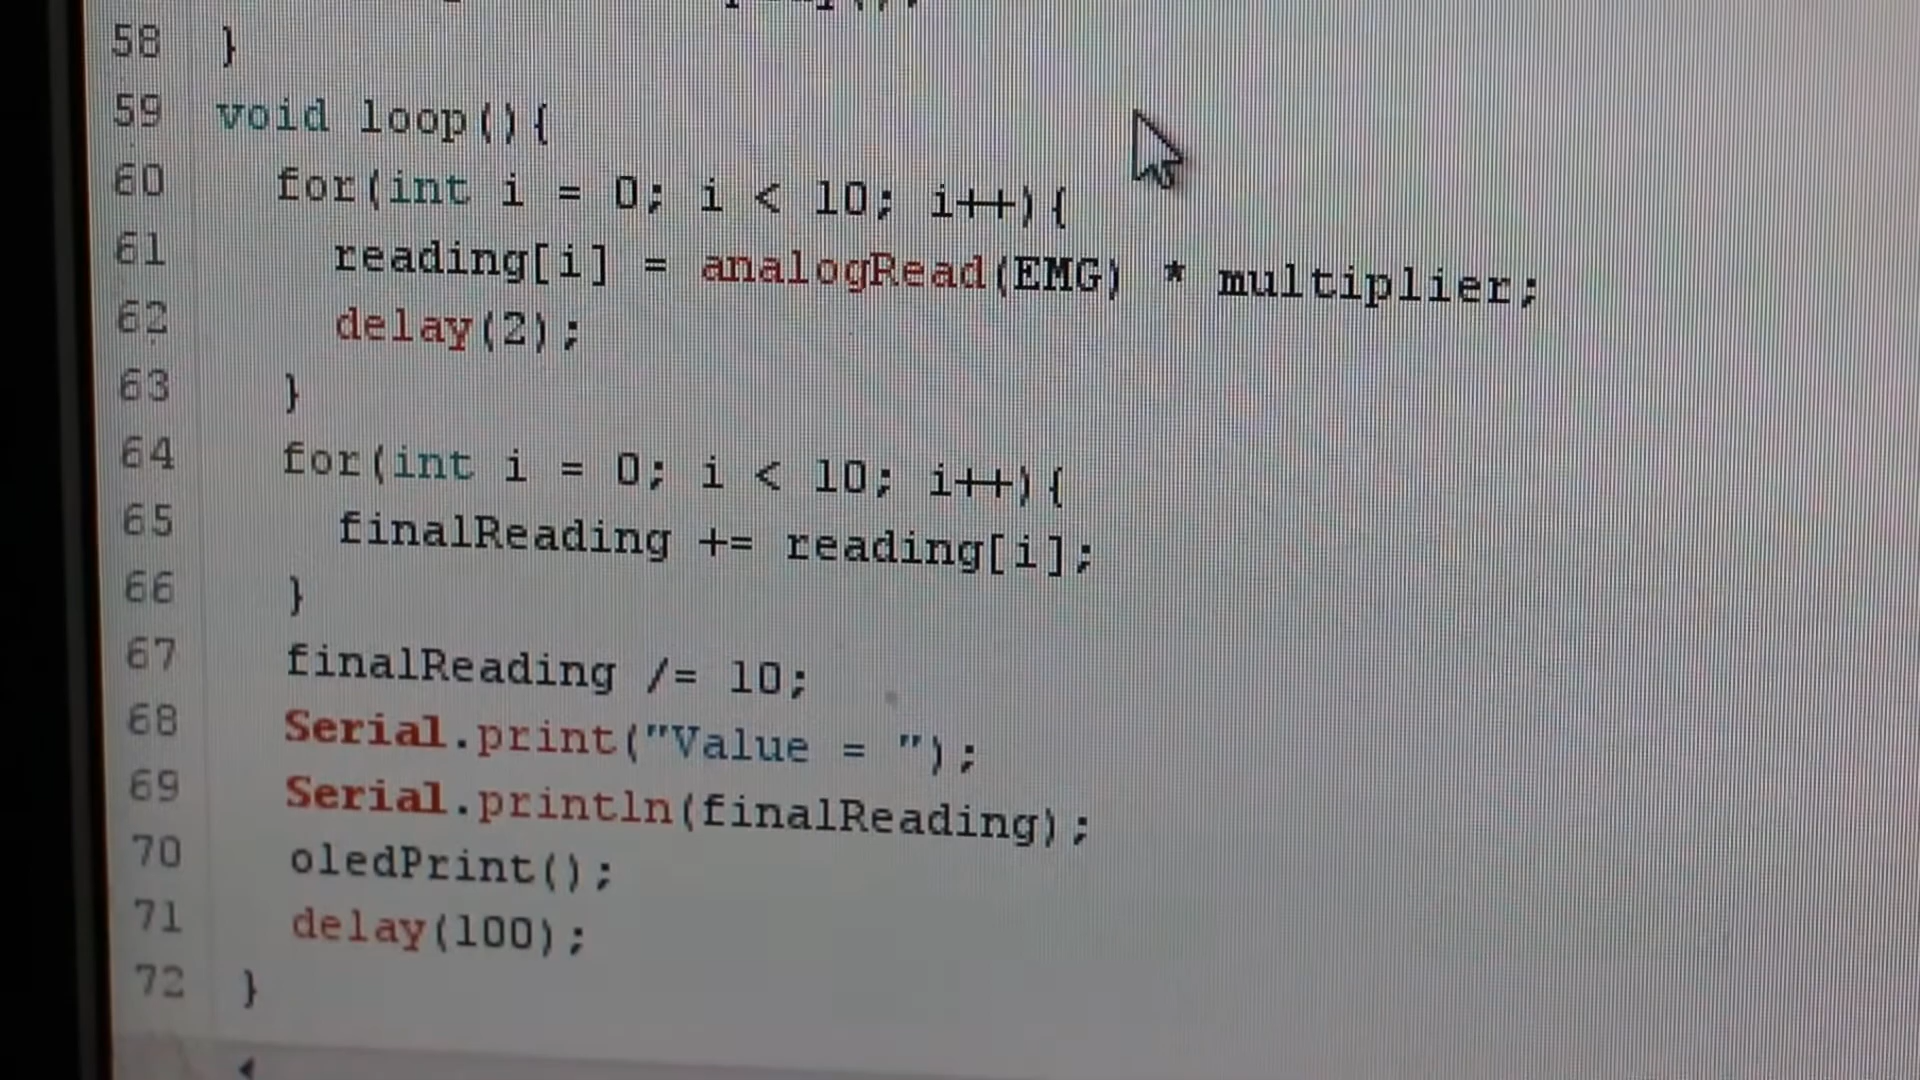 58 }
59 void loop(){
60 for(int i = 0; i < 10; i++){
61 reading[i] = analogRead(EMG) * multiplier;
62 delay(2);
63 }
64 for(int i = 0; i < 10; i++){
65 finalReading += reading[i];
66 }
67 finalReading /= 10;
68 Serial.print("Value = ");
69 Serial.println(finalReading);
70 oledPrint();
71 delay(100);
72 }